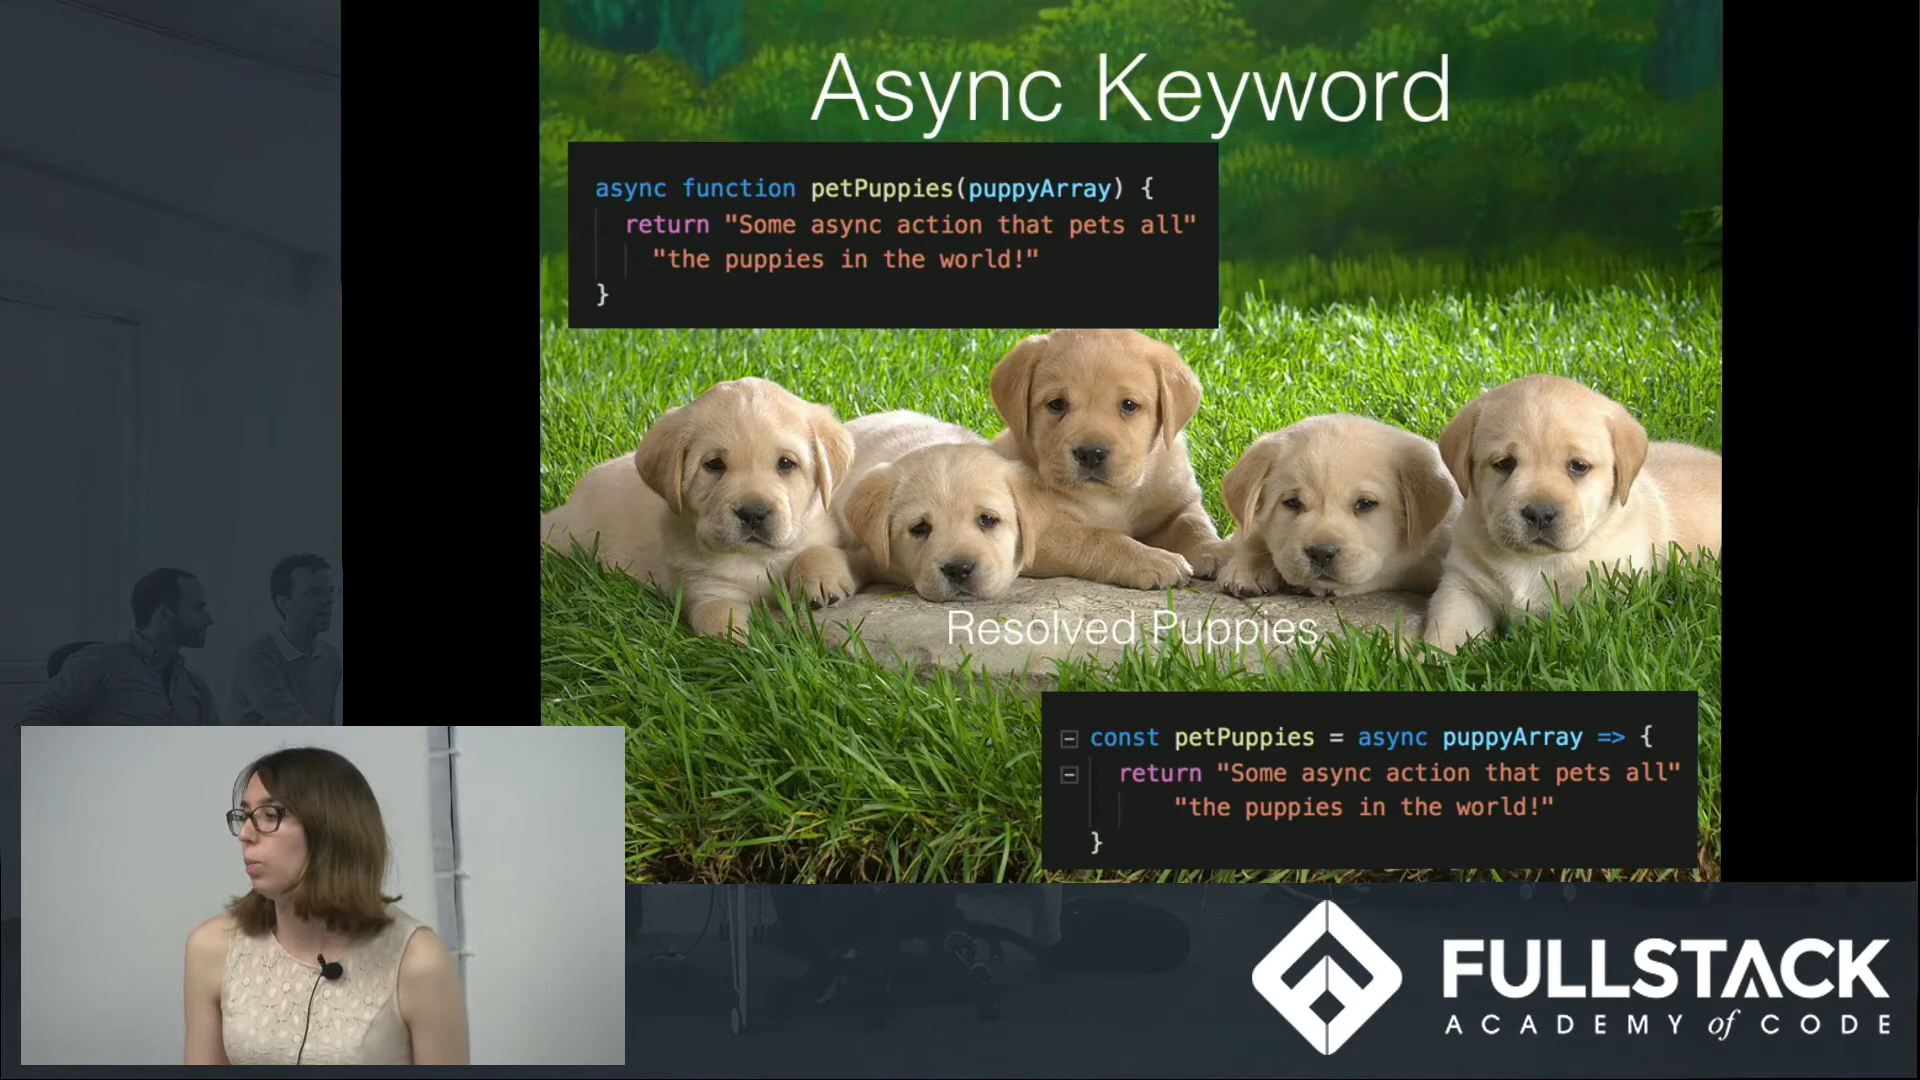 Async Keyword
async function petPuppies(puppyArray) {
return "Some async action that pets all"
"the puppies in the world!"
}
Resolved Puppies
const petPuppies = async puppyArray => {
return "Some async action that pets all"
"the puppies in the world!"
}
FULLSTACK
ACADEMY of CODE